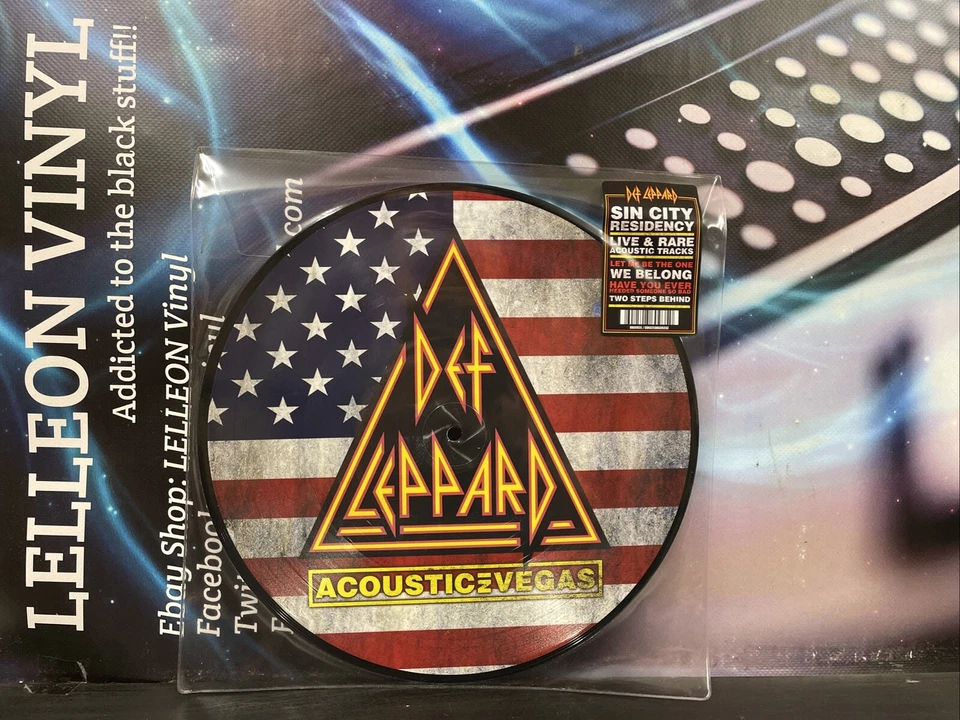 LELLEON VINYL
Addicted to the black stuff!!
Ebay Shop: LELLEON Vinyl
.com
DEF
LEPPARD
ACOUSTIC IN VEGAS
DEF LEPPARD
SIN CITY
RESIDENCY
LIVE & RARE
ACOUSTIC TRACKS
LET ME BE THE ONE
WE BELONG
HAVE YOU EVER
NEEDED SOMEONE SO BAD
TWO STEPS BEHIND